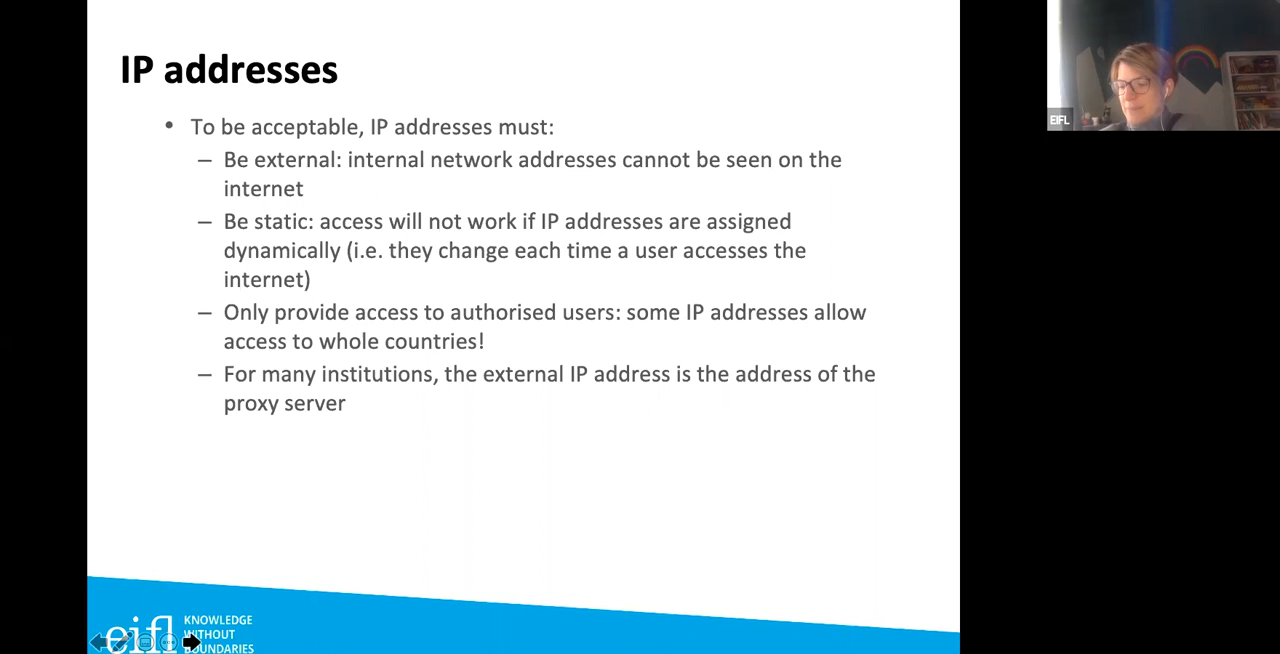 IP addresses
• To be acceptable, IP addresses must:
– Be external: internal network addresses cannot be seen on the
internet
– Be static: access will not work if IP addresses are assigned
dynamically (i.e. they change each time a user accesses the
internet)
– Only provide access to authorised users: some IP addresses allow
access to whole countries!
– For many institutions, the external IP address is the address of the
proxy server
EIFL
eifl
KNOWLEDGE
WITHOUT
BOUNDARIES